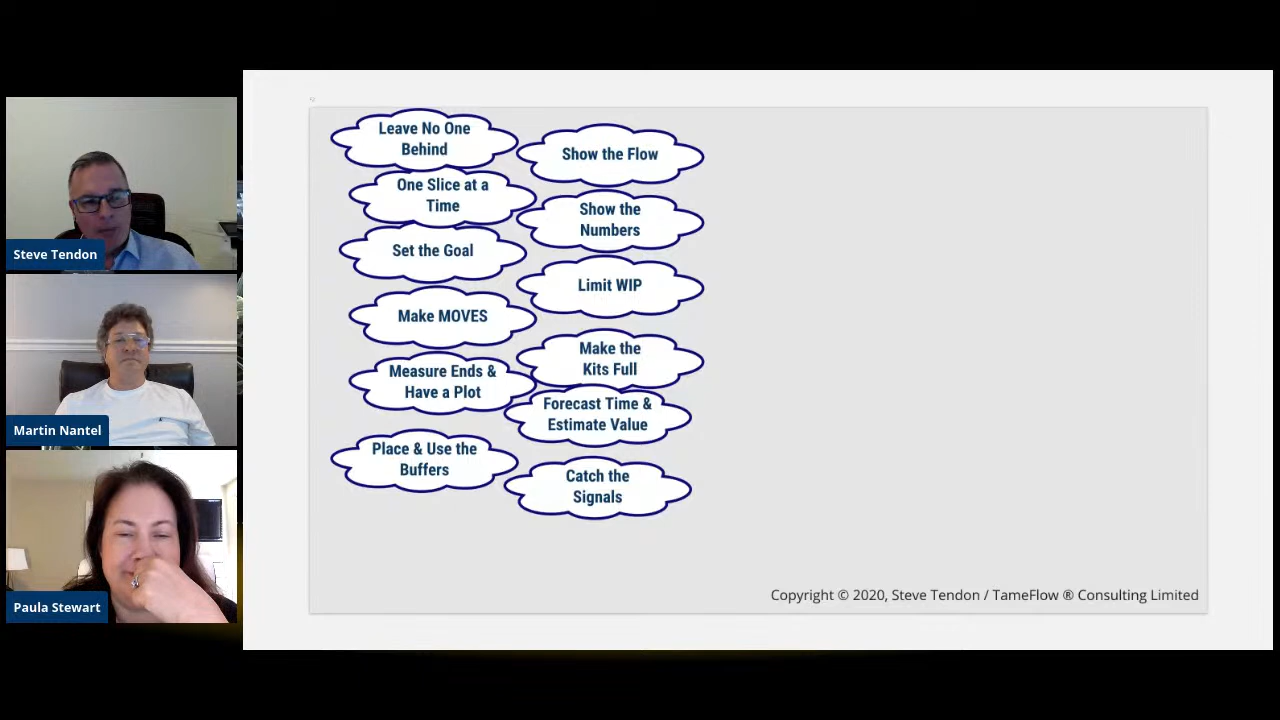 Steve Tendon
Martin Nantel
Paula Stewart
Leave No One
Behind
One Slice at a
Time
Set the Goal
Make MOVES
Measure Ends &
Have a Plot
Place & Use the
Buffers
Show the Flow
Show the
Numbers
Limit WIP
Make the
Kits Full
Forecast Time &
Estimate Value
Catch the
Signals
Copyright © 2020, Steve Tendon / TameFlow ® Consulting Limited